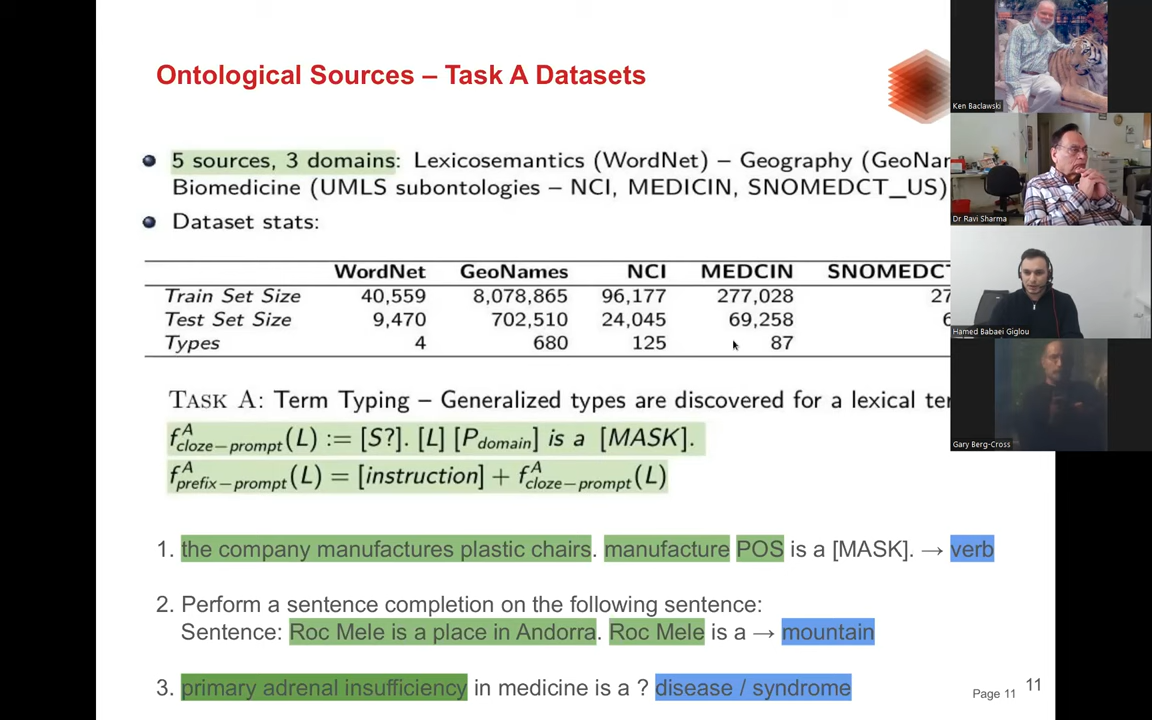 Ontological Sources – Task A Datasets
5 sources, 3 domains: Lexicosemantics (WordNet) – Geography (GeoNar
Biomedicine (UMLS subontologies – NCI, MEDICIN, SNOMEDCT_US)
Dataset stats:
WordNet GeoNames NCI MEDCIN SNOMEDC
Train Set Size 40,559 8,078,865 96,177 277,028 27
Test Set Size 9,470 702,510 24,045 69,258 6
Types 4 680 125 87
TASK A: Term Typing – Generalized types are discovered for a lexical ter
f^A_cloze−prompt(L) := [S?]. [L] [P_domain] is a [MASK].
f^A_prefix−prompt(L) = [instruction] + f^A_cloze−prompt(L)
1. the company manufactures plastic chairs. manufacture POS is a [MASK]. → verb
2. Perform a sentence completion on the following sentence:
Sentence: Roc Mele is a place in Andorra. Roc Mele is a → mountain
3. primary adrenal insufficiency in medicine is a ? disease / syndrome
Page 11 11
Ken Baclawski
Dr Ravi Sharma
Hamed Babaei Giglou
Gary Berg-Cross